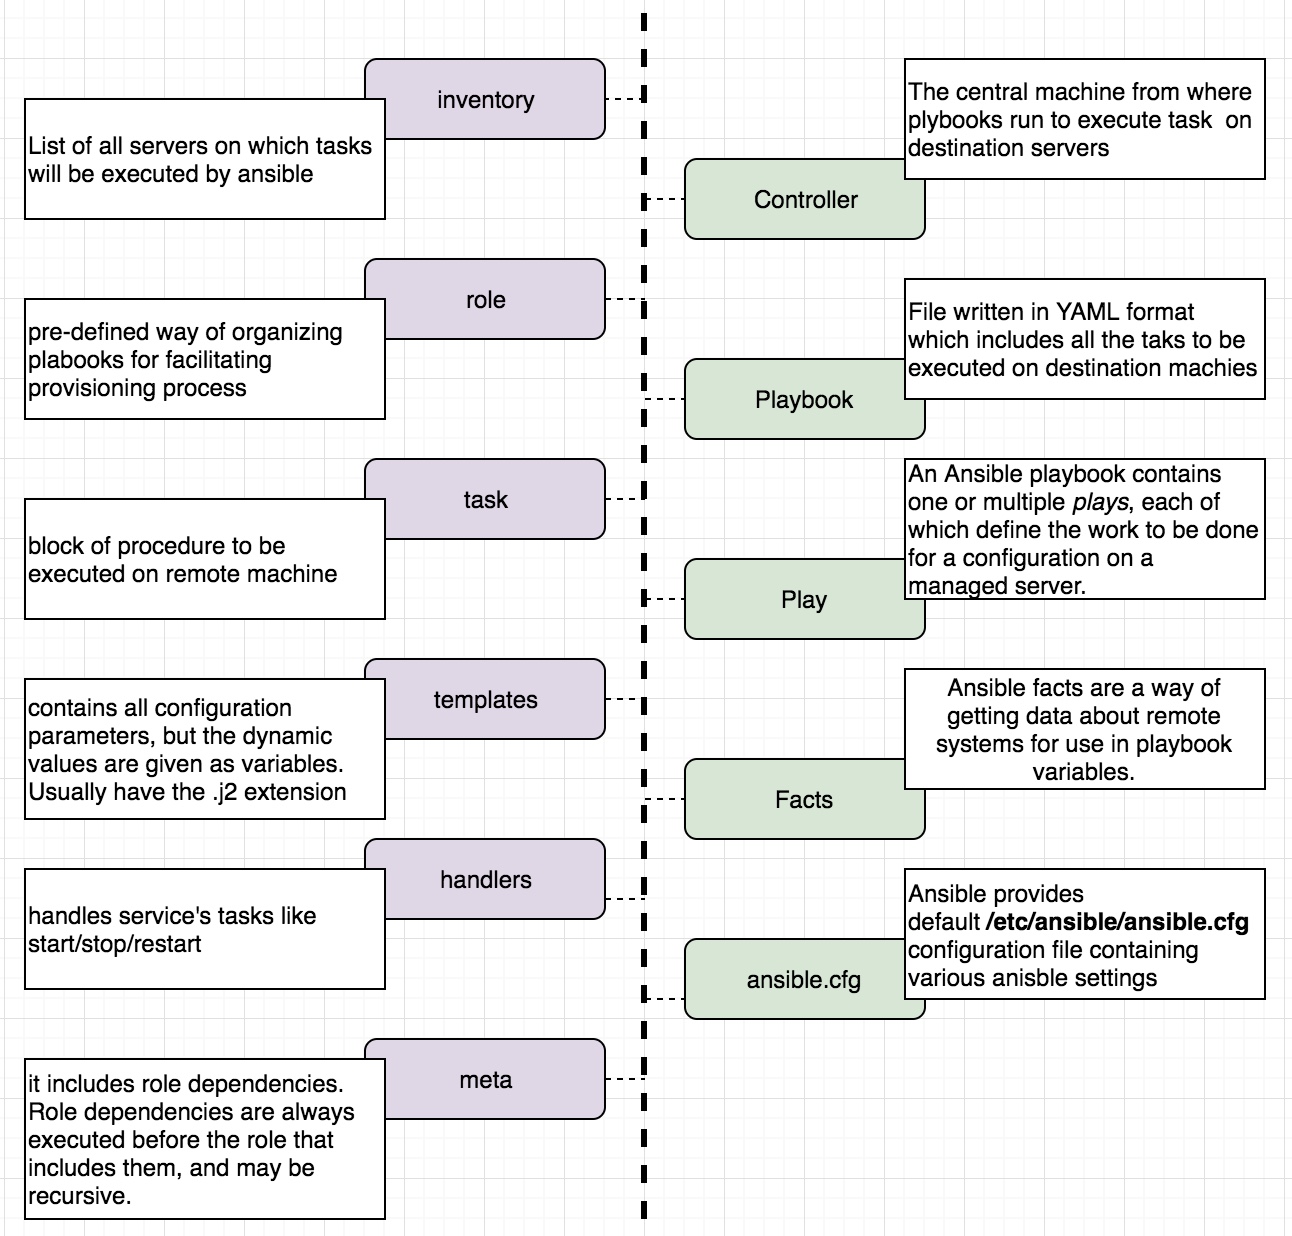 inventory
List of all servers on which tasks
will be executed by ansible
The central machine from where
plybooks run to execute task  on
destination servers
Controller
role
pre-defined way of organizing
plabooks for facilitating
provisioning process
File written in YAML format
which includes all the taks to be
executed on destination machies
Playbook
task
block of procedure to be
executed on remote machine
An Ansible playbook contains
one or multiple plays, each of
which define the work to be done
for a configuration on a
managed server.
Play
templates
contains all configuration
parameters, but the dynamic
values are given as variables.
Usually have the .j2 extension
Ansible facts are a way of
getting data about remote
systems for use in playbook
variables.
Facts
handlers
handles service's tasks like
start/stop/restart
Ansible provides
default /etc/ansible/ansible.cfg
configuration file containing
various anisble settings
ansible.cfg
meta
it includes role dependencies.
Role dependencies are always
executed before the role that
includes them, and may be
recursive.